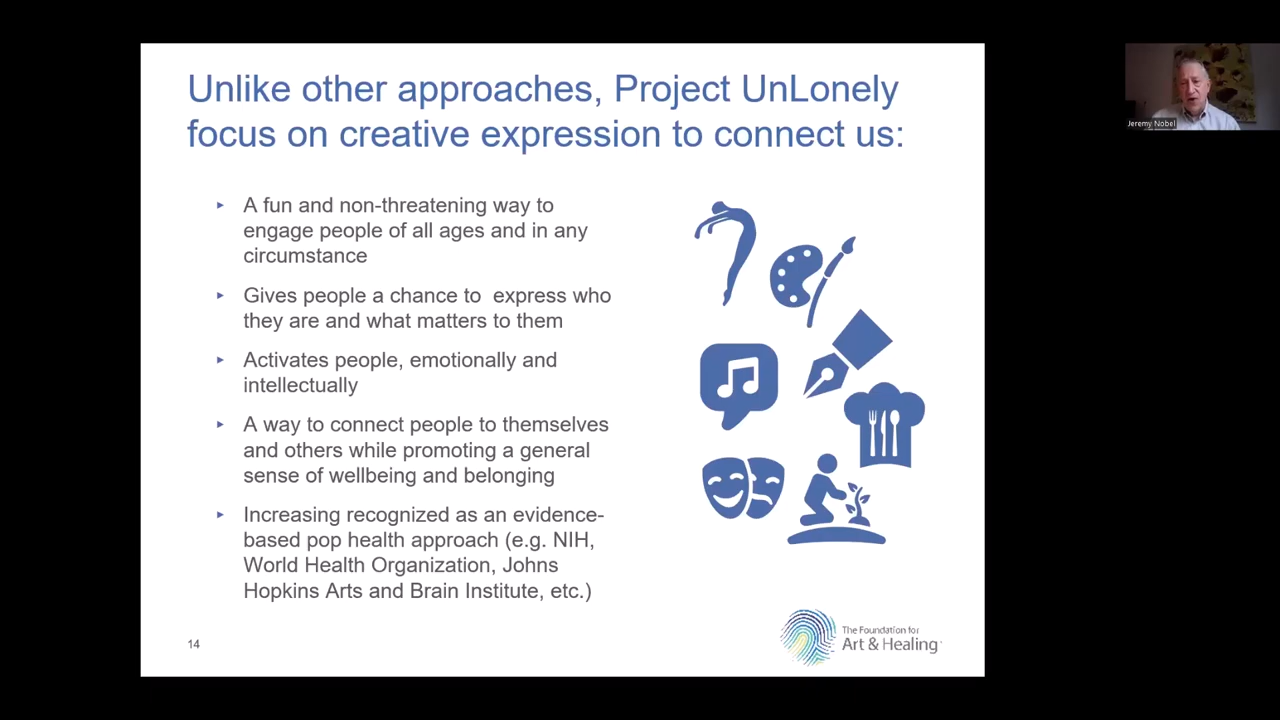 Unlike other approaches, Project UnLonely
focus on creative expression to connect us:
▸ A fun and non-threatening way to
engage people of all ages and in any
circumstance
▸ Gives people a chance to  express who
they are and what matters to them
▸ Activates people, emotionally and
intellectually
▸ A way to connect people to themselves
and others while promoting a general
sense of wellbeing and belonging
▸ Increasing recognized as an evidence-
based pop health approach (e.g. NIH,
World Health Organization, Johns
Hopkins Arts and Brain Institute, etc.)
14
The Foundation for
Art & Healing
Jeremy Nobel